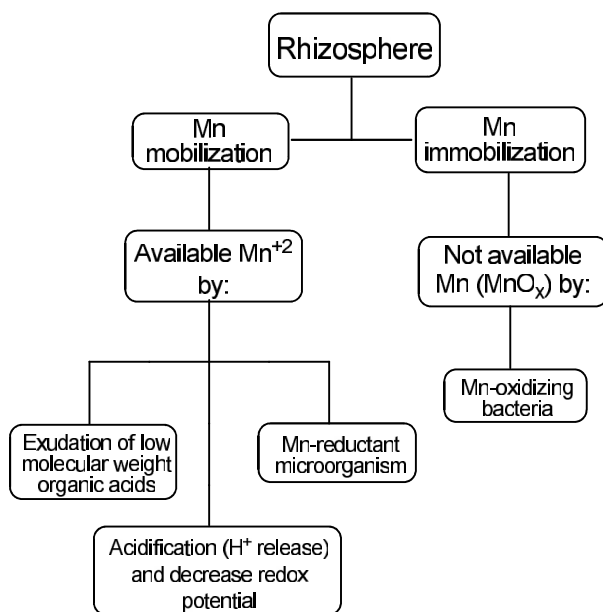 Rhizosphere
Mn
mobilization
Mn
immobilization
Available Mn⁺²
by:
Not available
Mn (MnOₓ) by:
Exudation of low
molecular weight
organic acids
Mn-reductant
microorganism
Mn-oxidizing
bacteria
Acidification (H⁺ release)
and decrease redox
potential